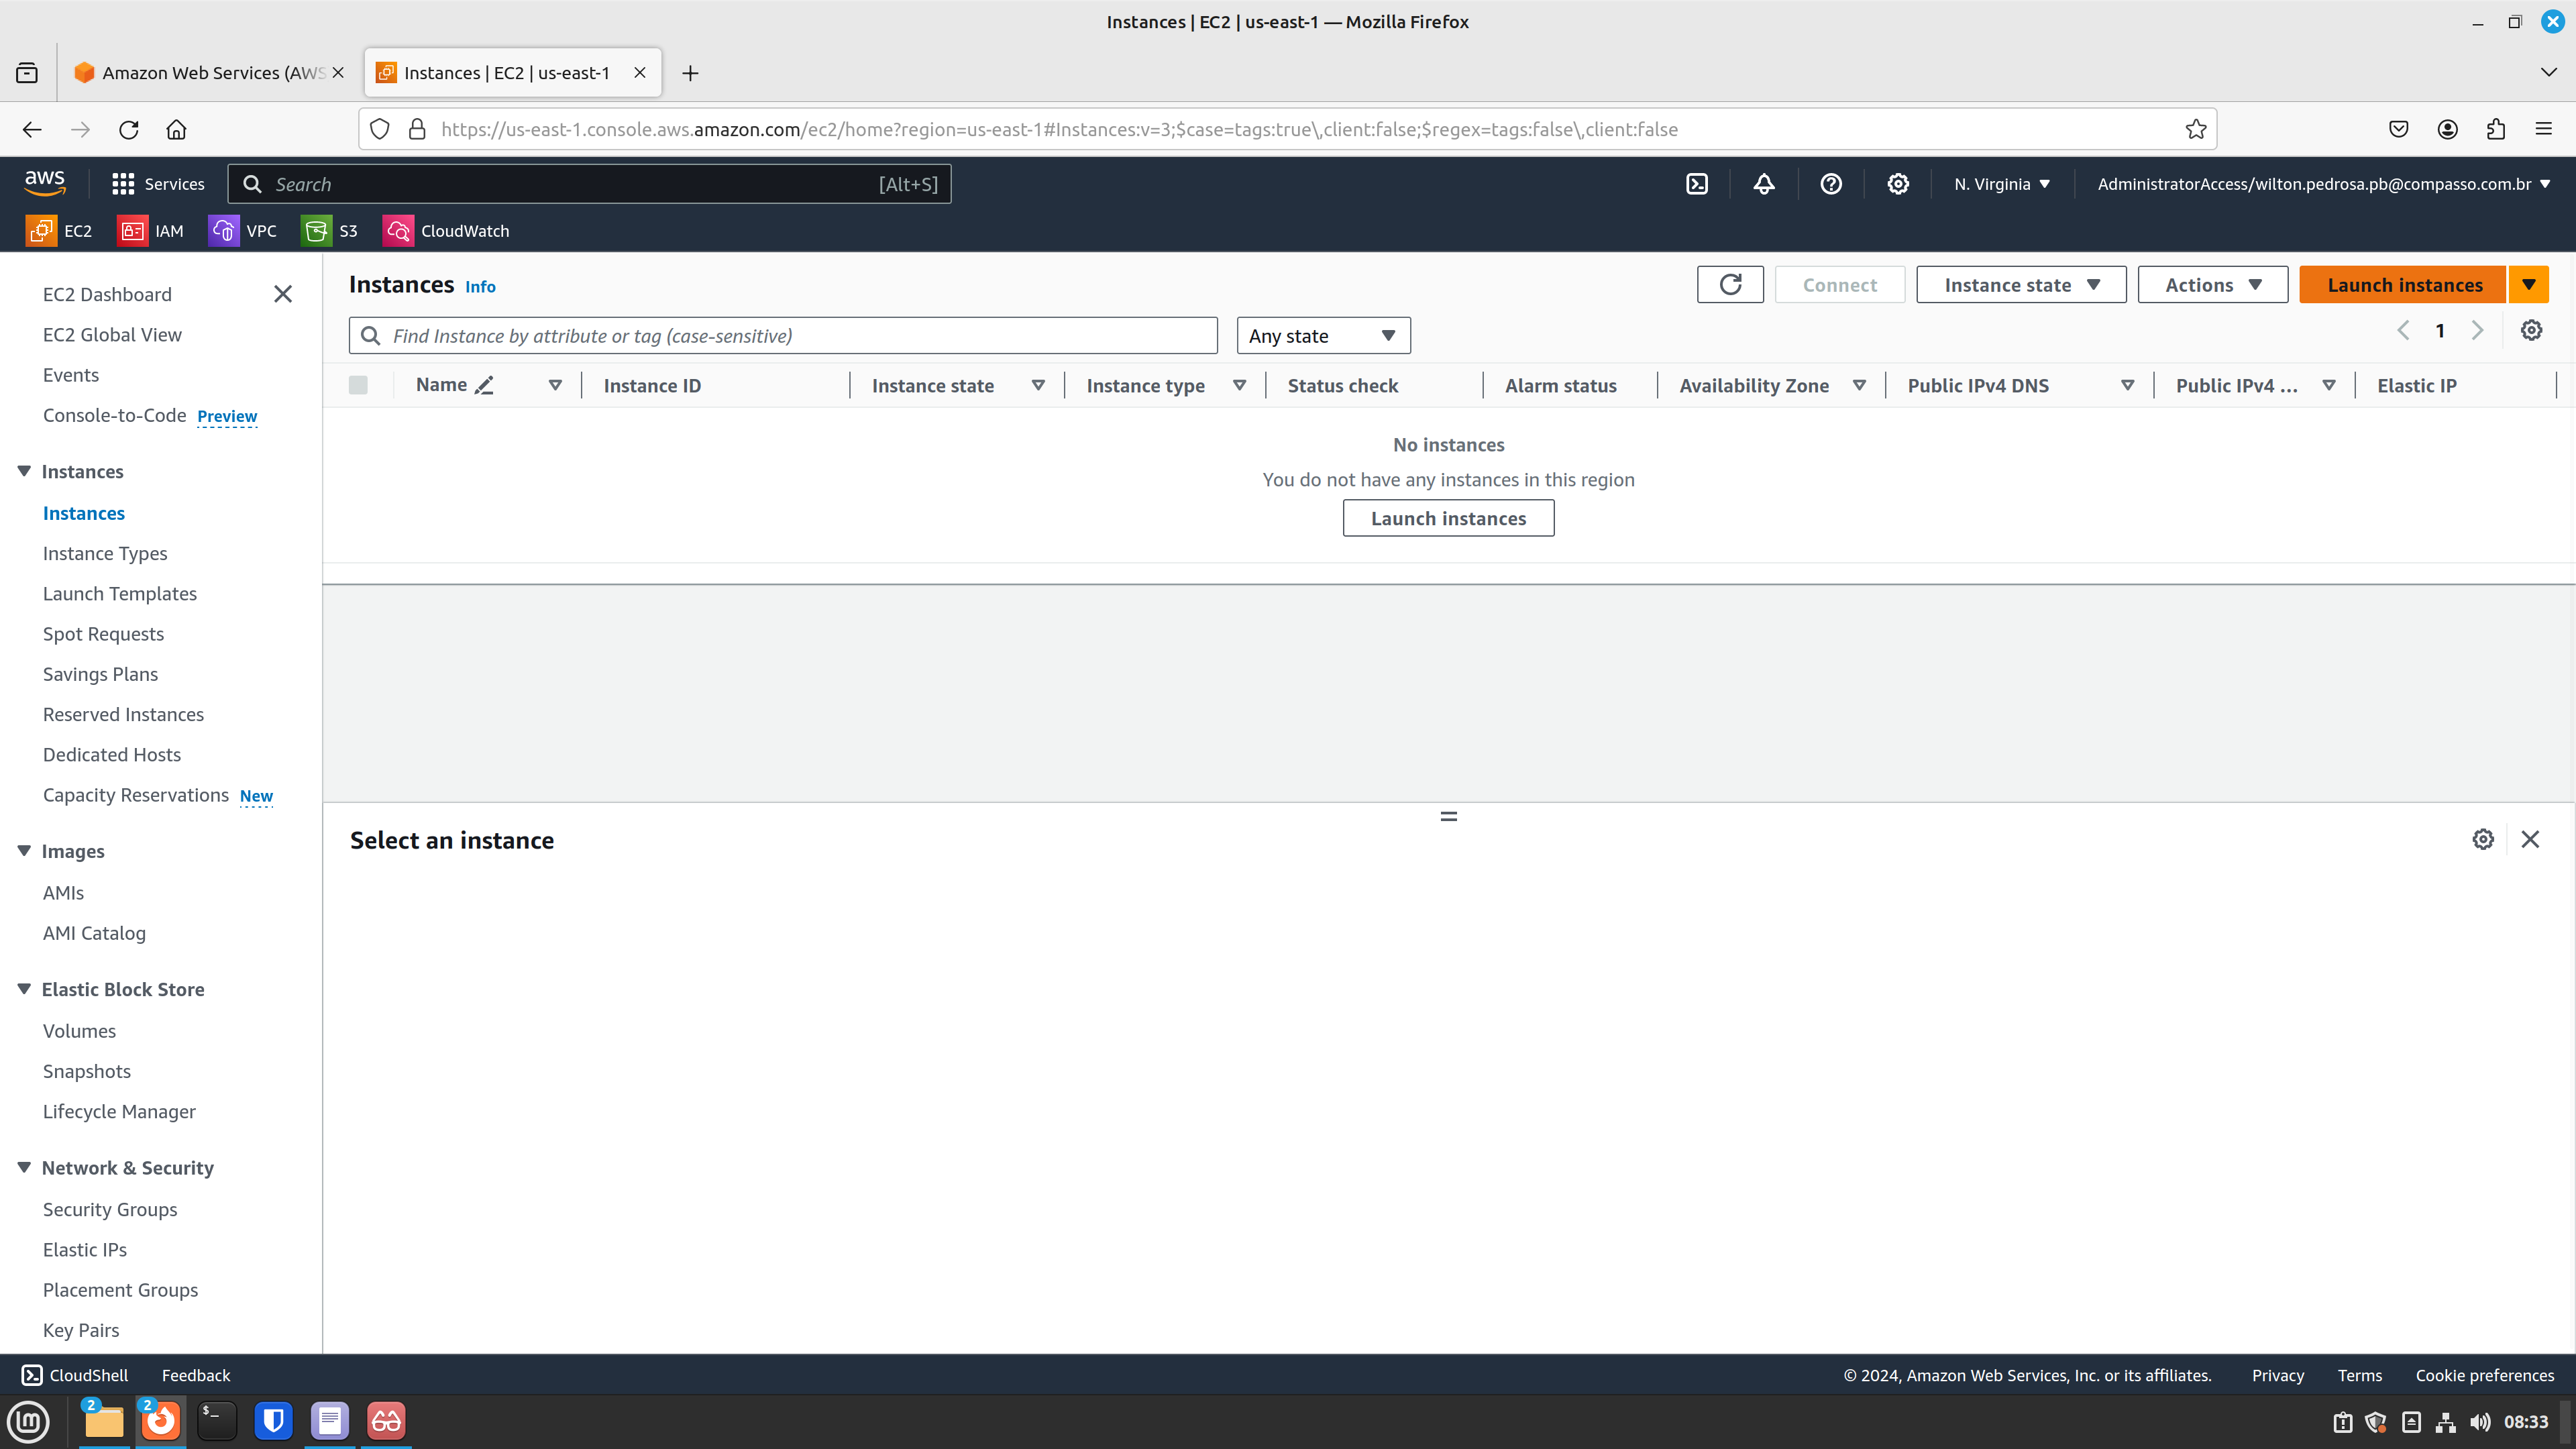 Instances | EC2 | us-east-1 — Mozilla Firefox
Amazon Web Services (AWS
Instances | EC2 | us-east-1
https://us-east-1.console.aws.amazon.com/ec2/home?region=us-east-1#Instances:v=3;$case=tags:true\,client:false;$regex=tags:false\,client:false
aws
Services
Search
[Alt+S]
N. Virginia
AdministratorAccess/wilton.pedrosa.pb@compasso.com.br
EC2
IAM
VPC
S3
CloudWatch
EC2 Dashboard
EC2 Global View
Events
Console-to-Code Preview
Instances
Instances
Instance Types
Launch Templates
Spot Requests
Savings Plans
Reserved Instances
Dedicated Hosts
Capacity Reservations New
Images
AMIs
AMI Catalog
Elastic Block Store
Volumes
Snapshots
Lifecycle Manager
Network & Security
Security Groups
Elastic IPs
Placement Groups
Key Pairs
Instances Info
Connect
Instance state
Actions
Launch instances
Find Instance by attribute or tag (case-sensitive)
Any state
1
Name
Instance ID
Instance state
Instance type
Status check
Alarm status
Availability Zone
Public IPv4 DNS
Public IPv4 ...
Elastic IP
No instances
You do not have any instances in this region
Launch instances
Select an instance
CloudShell
Feedback
© 2024, Amazon Web Services, Inc. or its affiliates.
Privacy
Terms
Cookie preferences
2
2
$_
08:33